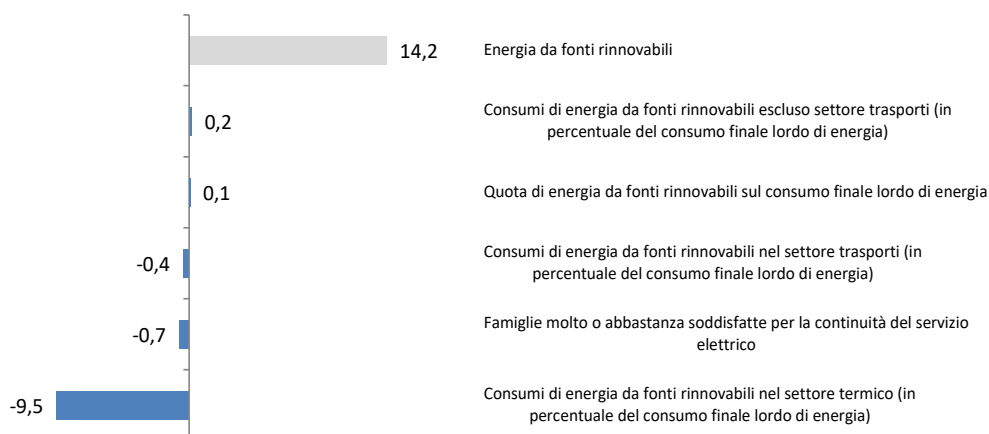 14,2 Energia da fonti rinnovabili
0,2 Consumi di energia da fonti rinnovabili escluso settore trasporti (in
percentuale del consumo finale lordo di energia)
0,1 Quota di energia da fonti rinnovabili sul consumo finale lordo di energia
-0,4 Consumi di energia da fonti rinnovabili nel settore trasporti (in
percentuale del consumo finale lordo di energia)
-0,7 Famiglie molto o abbastanza soddisfatte per la continuità del servizio
elettrico
-9,5 Consumi di energia da fonti rinnovabili nel settore termico (in
percentuale del consumo finale lordo di energia)